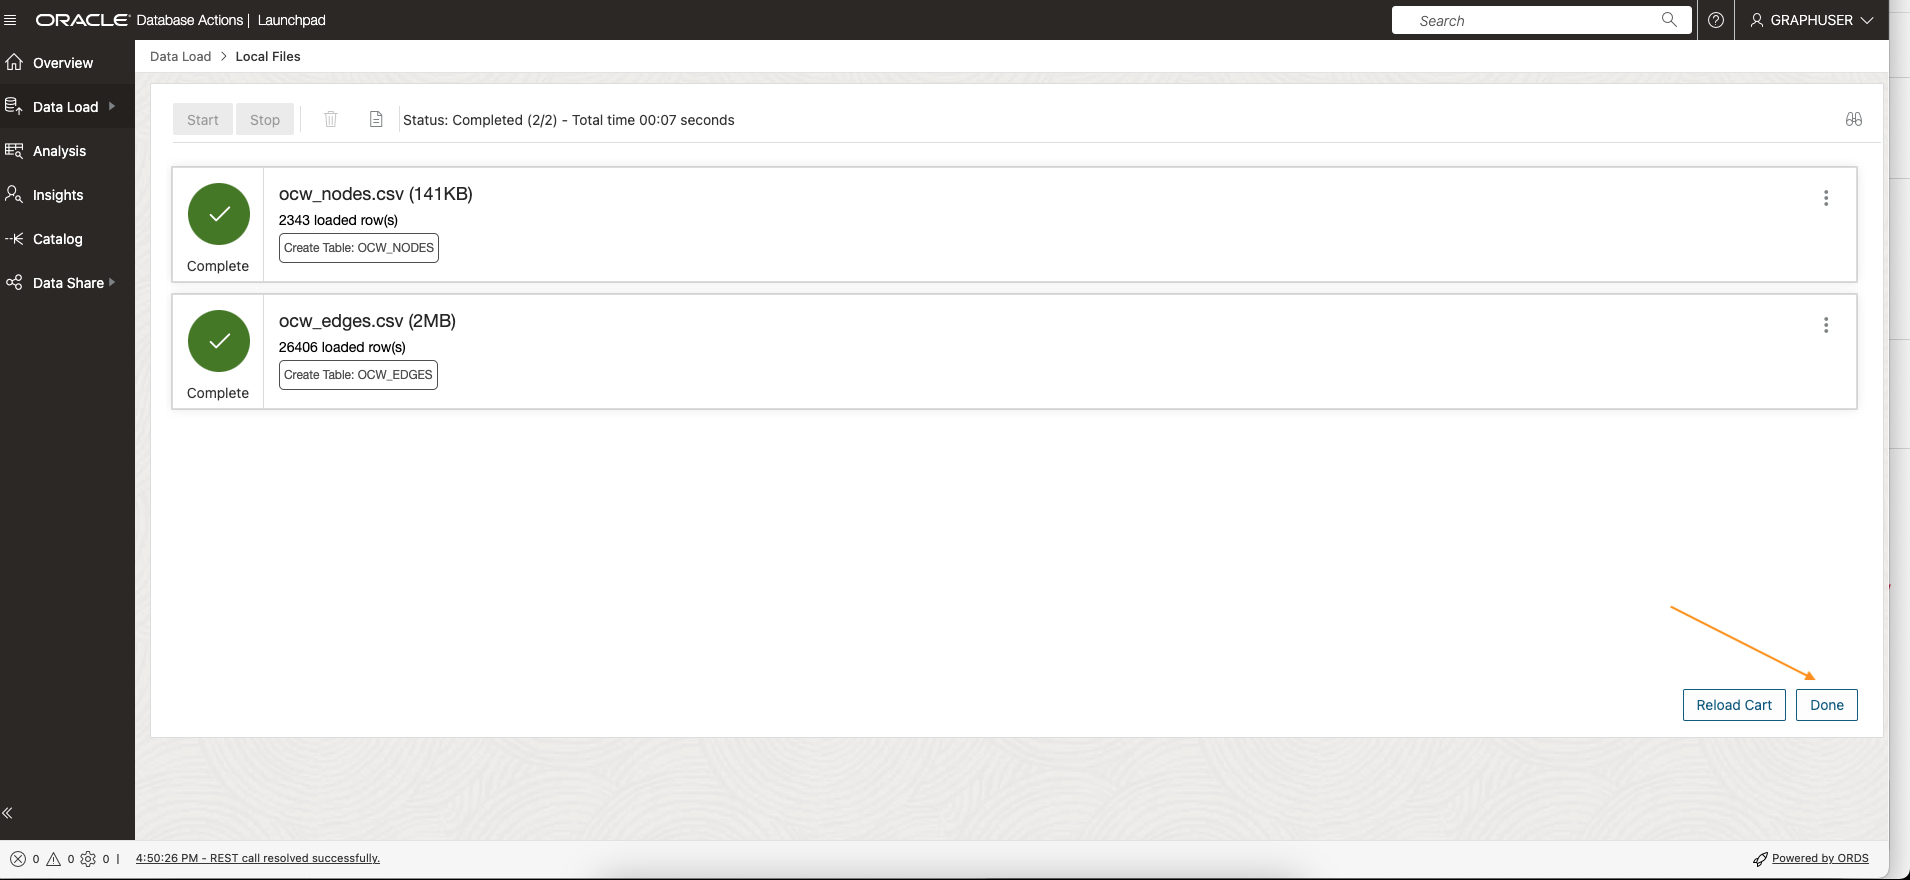 ORACLE Database Actions | Launchpad
Search
GRAPHUSER
Overview
Data Load
Analysis
Insights
Catalog
Data Share
Data Load > Local Files
Start
Stop
Status: Completed (2/2) - Total time 00:07 seconds
ocw_nodes.csv (141KB)
2343 loaded row(s)
Create Table: OCW_NODES
Complete
ocw_edges.csv (2MB)
26406 loaded row(s)
Create Table: OCW_EDGES
Complete
Reload Cart
Done
0 0 0 | 4:50:26 PM - REST call resolved successfully.
Powered by ORDS